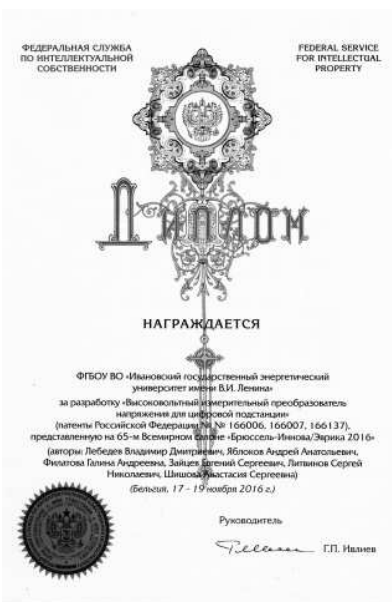 ФЕДЕРАЛЬНАЯ СЛУЖБА
ПО ИНТЕЛЛЕКТУАЛЬНОЙ
СОБСТВЕННОСТИ
FEDERAL SERVICE
FOR INTELLECTUAL
PROPERTY
ДИПЛОМ
НАГРАЖДАЕТСЯ
ФГБОУ ВО «Ивановский государственный энергетический
университет имени В.И. Ленина»
за разработку «Высоковольтный измерительный преобразователь
напряжения для цифровой подстанции»
(патенты Российской Федерации №№ 166006, 166007, 166137),
представленную на 65-м Всемирном салоне «Брюссель-Иннова/Эврика 2016»
(авторы: Лебедев Владимир Дмитриевич, Яблоков Андрей Анатольевич,
Филатова Галина Андреевна, Зайцев Евгений Сергеевич, Литвинов Сергей
Николаевич, Шишова Анастасия Сергеевна)
(Бельгия, 17 - 19 ноября 2016 г.)
Руководитель
Г.П. Ивлиев